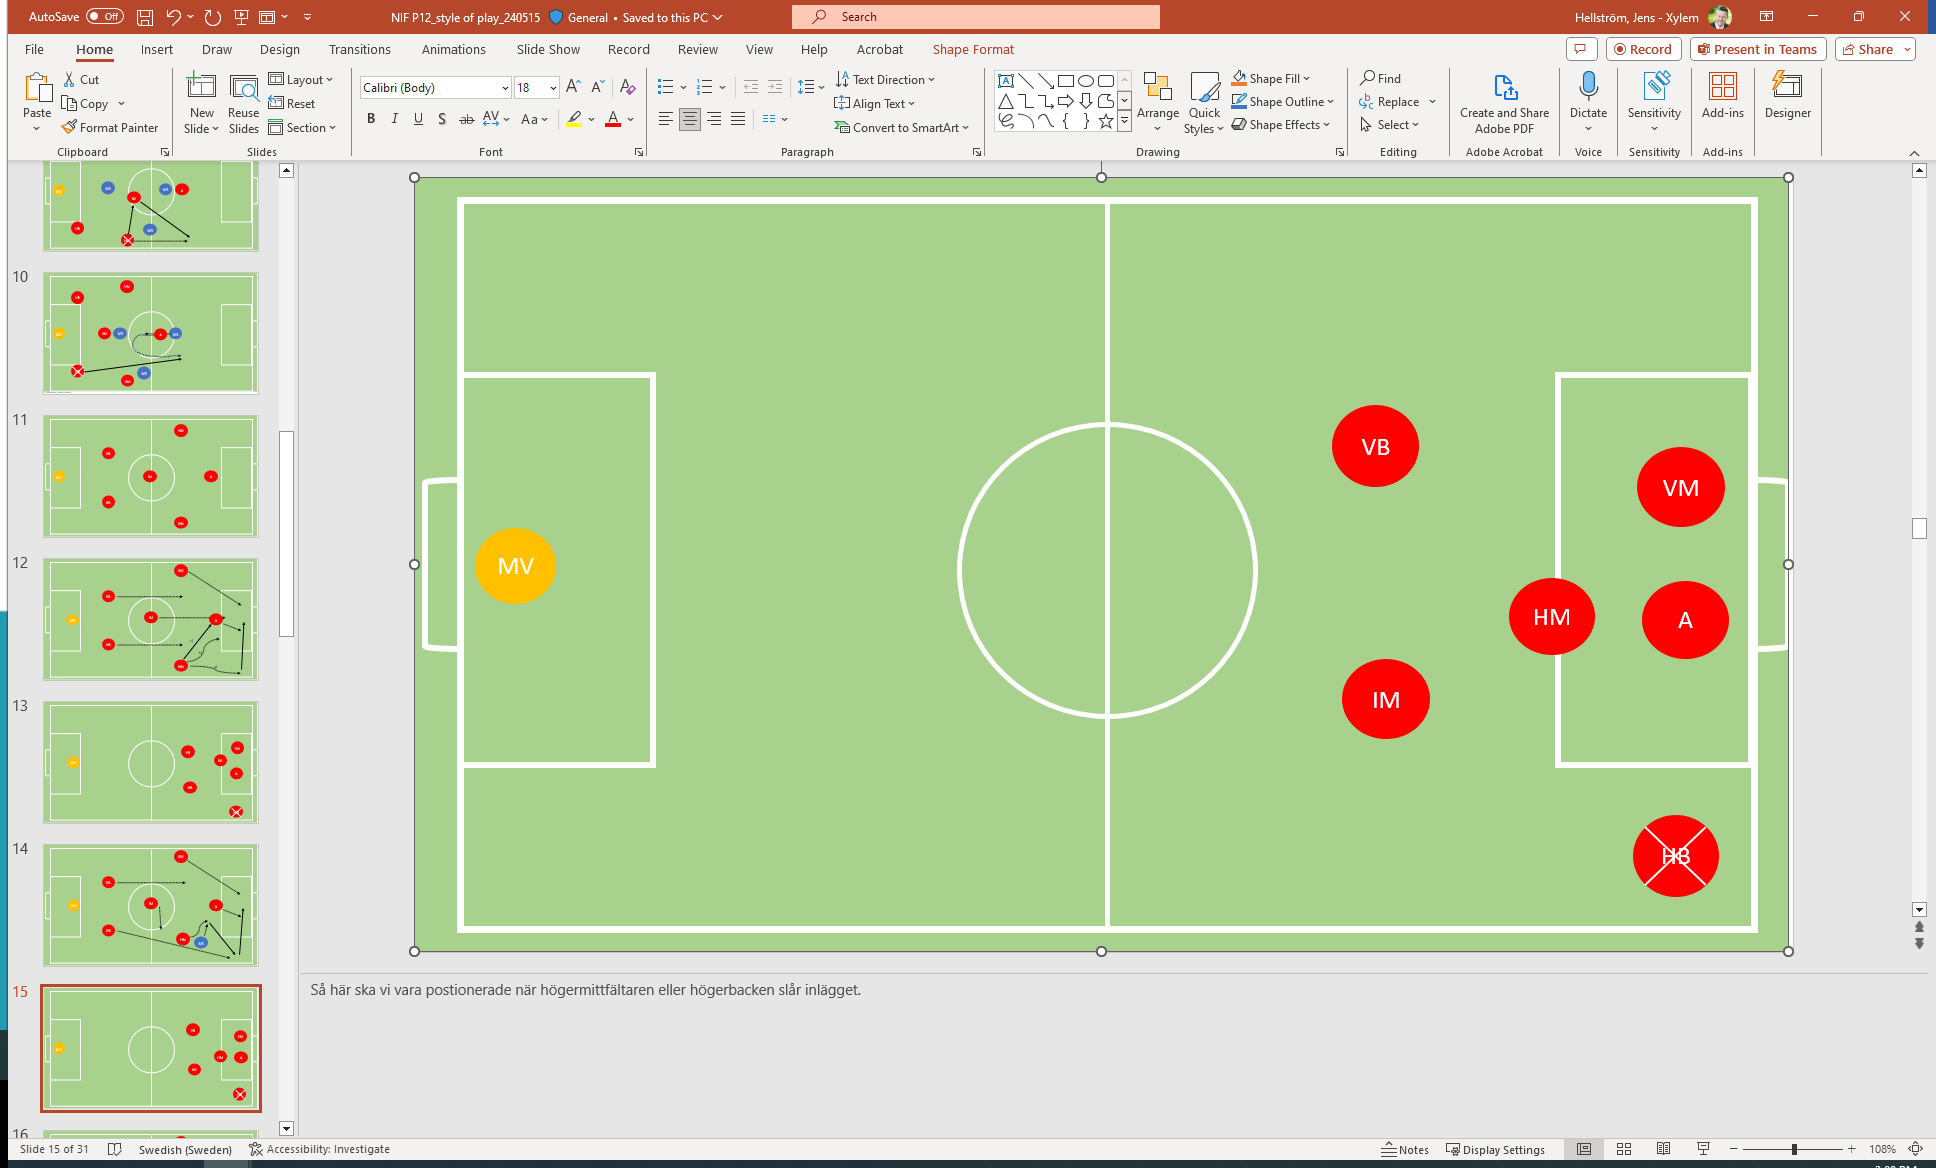 AutoSave Off NIF P12_style of play_240515 General • Saved to this PC Search Hellström, Jens - Xylem
File Home Insert Draw Design Transitions Animations Slide Show Record Review View Help Acrobat Shape Format Record Present in Teams Share
Paste
Cut
Copy
Format Painter
Clipboard
New Slide
Reuse Slides
Layout
Reset
Section
Slides
Calibri (Body) 18
B I U S ab AV Aa A
Font
Text Direction
Align Text
Convert to SmartArt
Paragraph
Arrange
Quick Styles
Shape Fill
Shape Outline
Shape Effects
Drawing
Find
Replace
Select
Editing
Create and Share Adobe PDF
Adobe Acrobat
Dictate
Voice
Sensitivity
Sensitivity
Add-ins
Add-ins
Designer
10
11
12
13
14
15
16
VB
VM
MV
HM
A
IM
HB
Så här ska vi vara postionerade när högermittfältaren eller högerbacken slår inlägget.
Slide 15 of 31 Swedish (Sweden) Accessibility: Investigate Notes Display Settings 108%